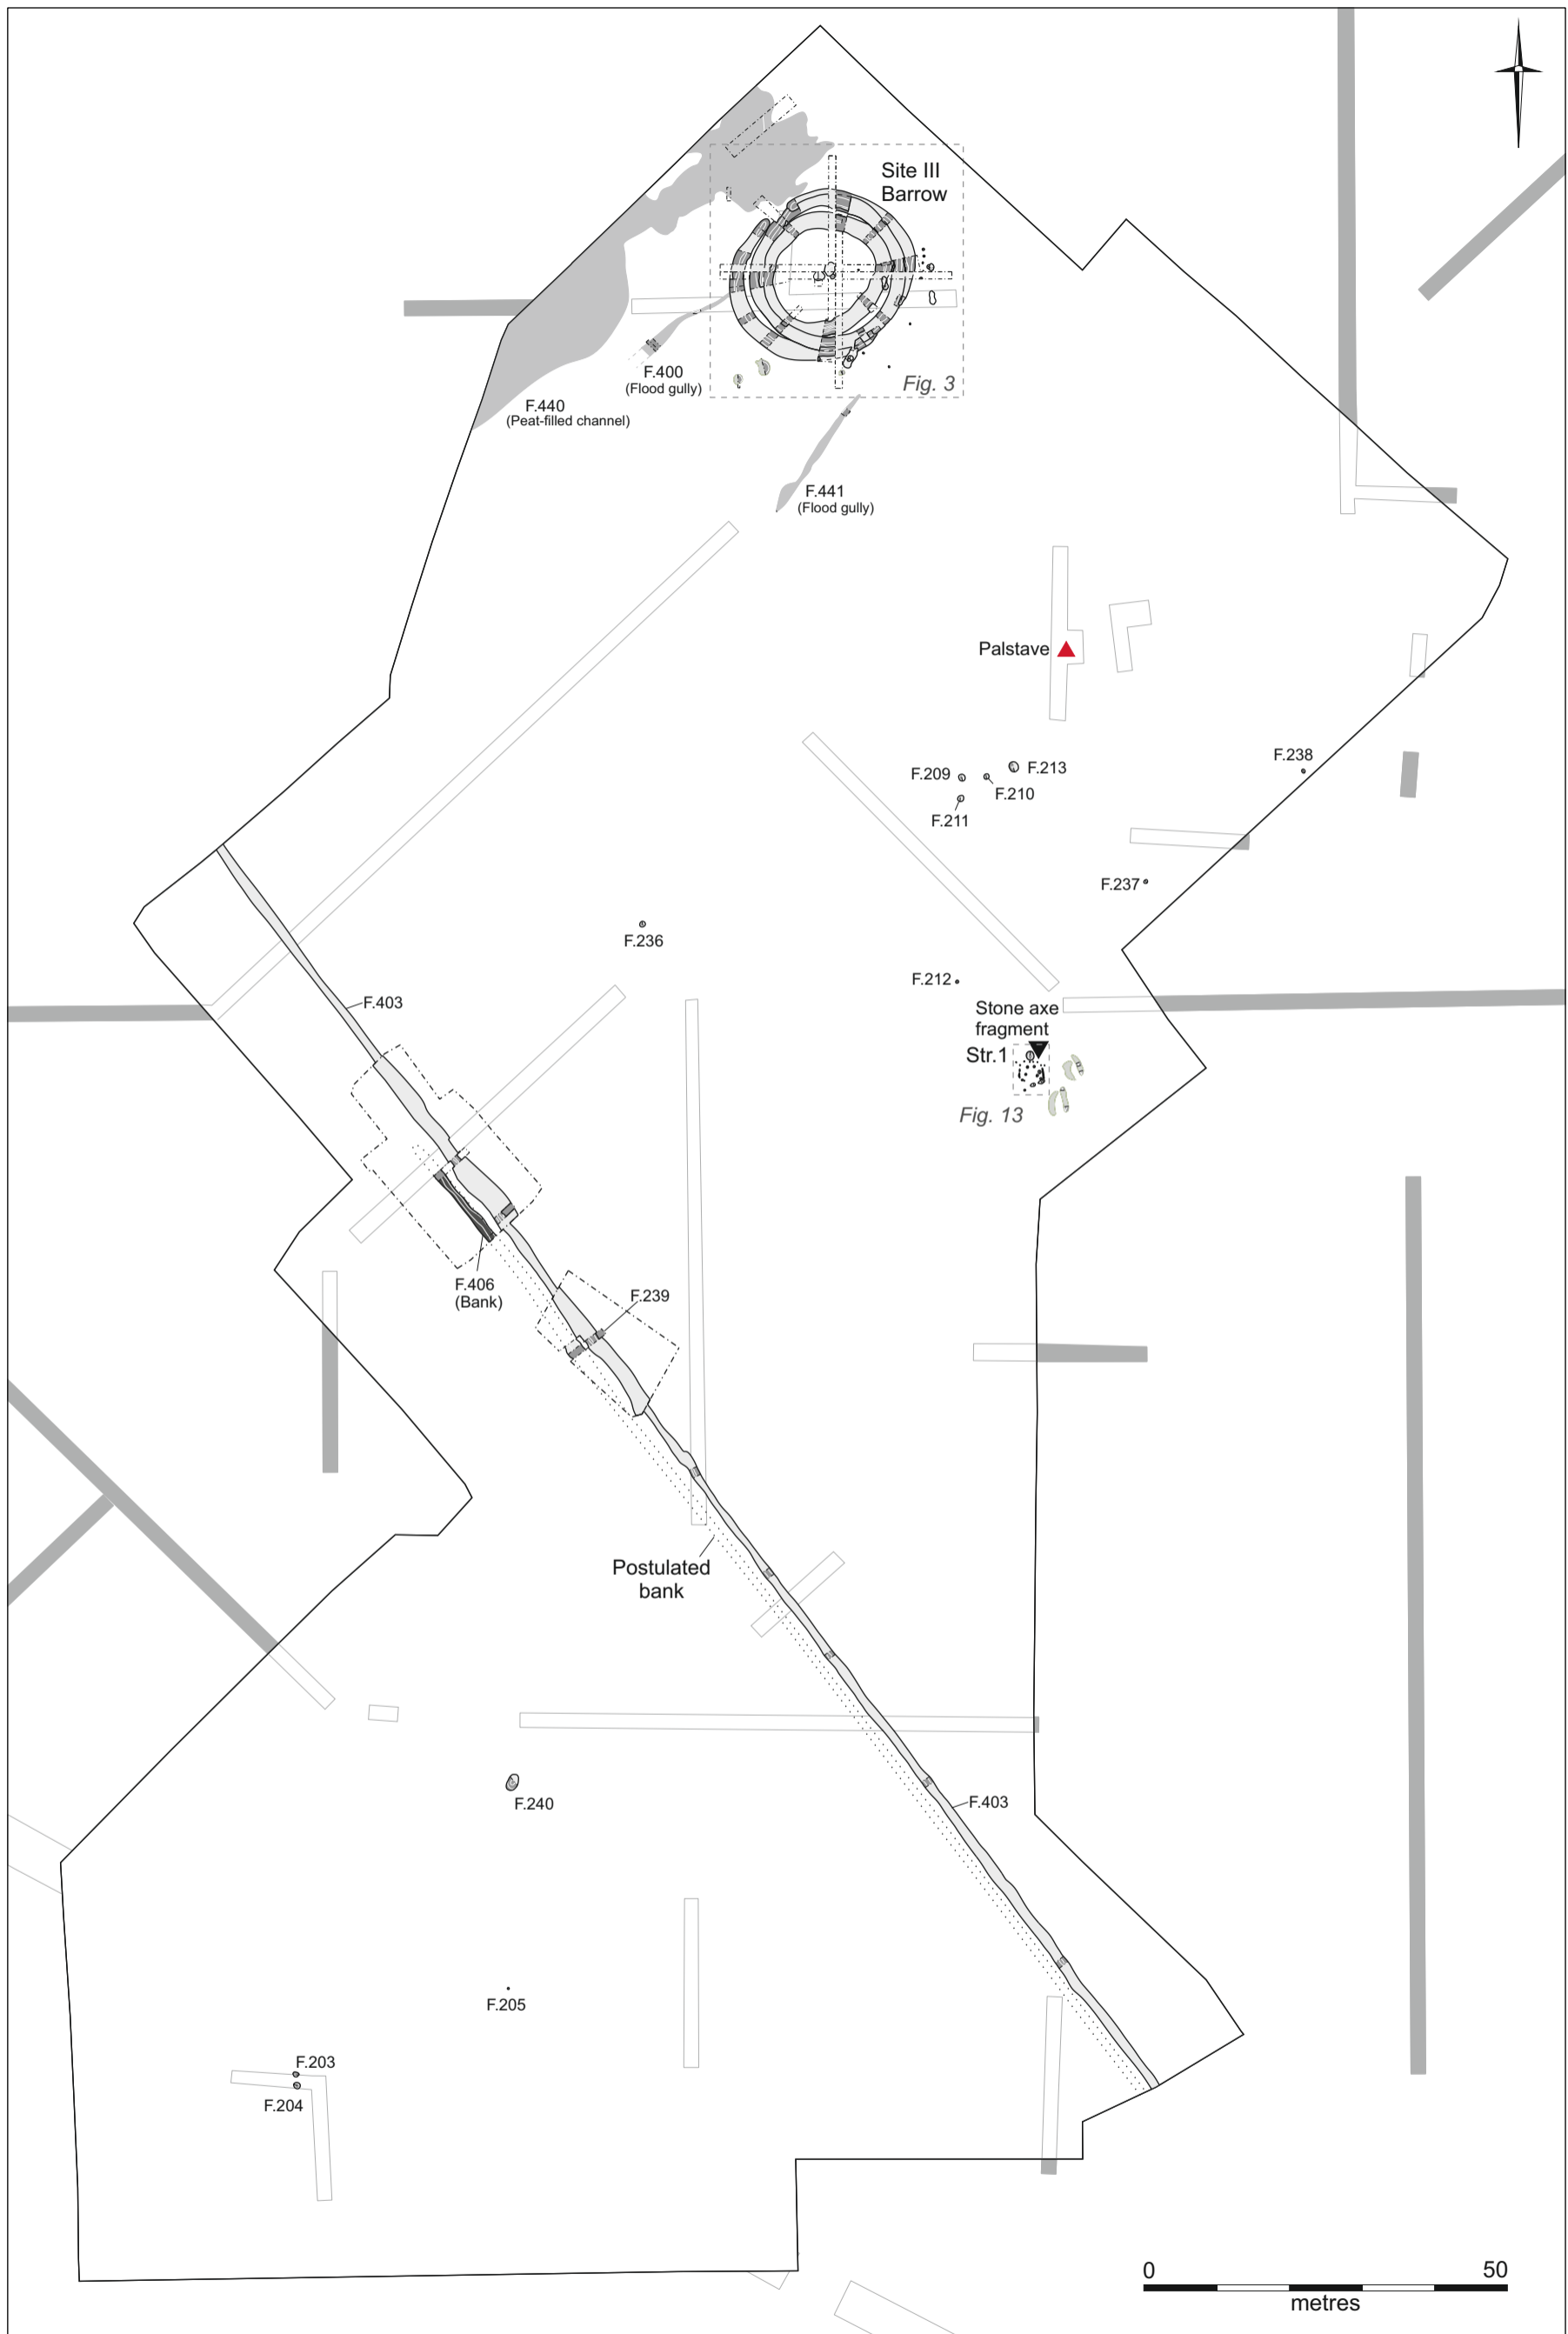 Site III
Barrow
Fig. 3
F.400
(Flood gully)
F.440
(Peat-filled channel)
F.441
(Flood gully)
Palstave
F.238
F.209
F.213
F.210
F.211
F.237
F.236
F.212
F.403
Stone axe
fragment
Str.1
Fig. 13
F.406
(Bank)
F.239
Postulated
bank
F.240
F.403
F.205
F.203
F.204
0 50
metres